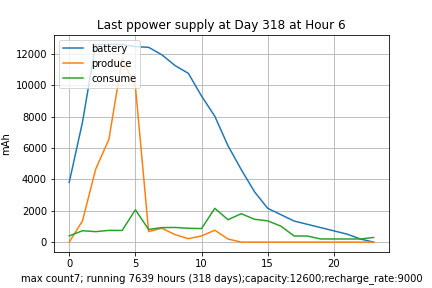 Last ppower supply at Day 318 at Hour 6
battery
produce
consume
12000
10000
8000
6000
4000
2000
0
mAh
0 5 10 15 20
max count7; running 7639 hours (318 days);capacity:12600;recharge_rate:9000